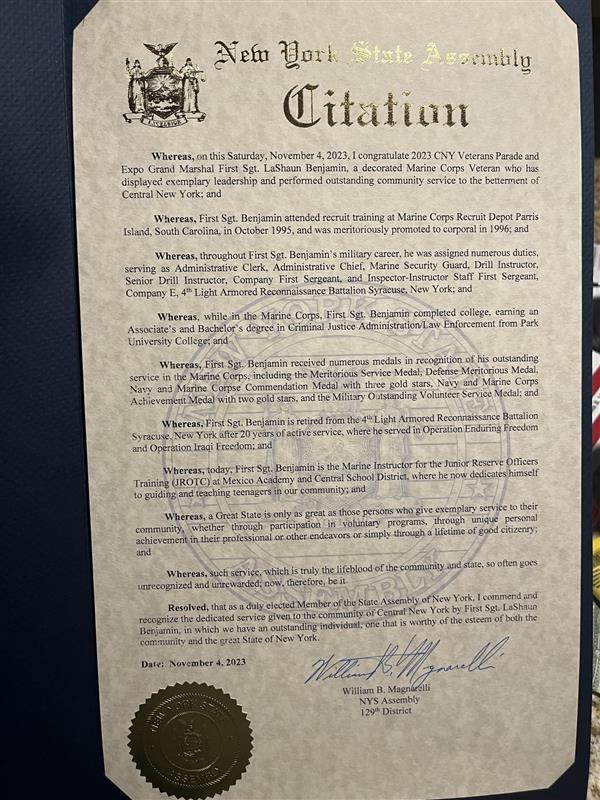 New York State Assembly
Citation
EXCELSIOR
Whereas, on this Saturday, November 4, 2023, I congratulate 2023 CNY Veterans Parade and
Expo Grand Marshal First Sgt. LaShaun Benjamin, a decorated Marine Corps Veteran who has
displayed exemplary leadership and performed outstanding community service to the betterment of
Central New York; and
Whereas, First Sgt. Benjamin attended recruit training at Marine Corps Recruit Depot Parris
Island, South Carolina, in October 1995, and was meritoriously promoted to corporal in 1996; and
Whereas, throughout First Sgt. Benjamin's military career, he was assigned numerous duties,
serving as Administrative Clerk, Administrative Chief, Marine Security Guard, Drill Instructor,
Senior Drill Instructor, Company First Sergeant, and Inspector-Instructor Staff First Sergeant,
Company E, 4th Light Armored Reconnaissance Battalion Syracuse, New York; and
Whereas, while in the Marine Corps, First Sgt. Benjamin completed college, earning an
Associate's and Bachelor's degree in Criminal Justice Administration/Law Enforcement from Park
University College; and
Whereas, First Sgt. Benjamin received numerous medals in recognition of his outstanding
service in the Marine Corps, including the Meritorious Service Medal, Defense Meritorious Medal,
Navy and Marine Corpse Commendation Medal with three gold stars, Navy and Marine Corps
Achievement Medal with two gold stars, and the Military Outstanding Volunteer Service Medal; and
Whereas, First Sgt. Benjamin is retired from the 4th Light Armored Reconnaissance Battalion
Syracuse, New York after 20 years of active service, where he served in Operation Enduring Freedom
and Operation Iraqi Freedom; and
Whereas, today, First Sgt. Benjamin is the Marine Instructor for the Junior Reserve Officers
Training (JROTC) at Mexico Academy and Central School District, where he now dedicates himself
to guiding and teaching teenagers in our community; and
Whereas, a Great State is only as great as those persons who give exemplary service to their
community, whether through participation in voluntary programs, through unique personal
achievement in their professional or other endeavors or simply through a lifetime of good citizenry;
and
Whereas, such service, which is truly the lifeblood of the community and state, so often goes
unrecognized and unrewarded; now, therefore, be it
Resolved, that as a duly elected Member of the State Assembly of New York, I commend and
recognize the dedicated service given to the community of Central New York by First Sgt. LaShaun
Benjamin, in which we have an outstanding individual, one that is worthy of the esteem of both the
community and the great State of New York.
Date: November 4, 2023
William B. Magnarelli
William B. Magnarelli
NYS Assembly
129th District
NEW YORK STATE
ASSEMBLY